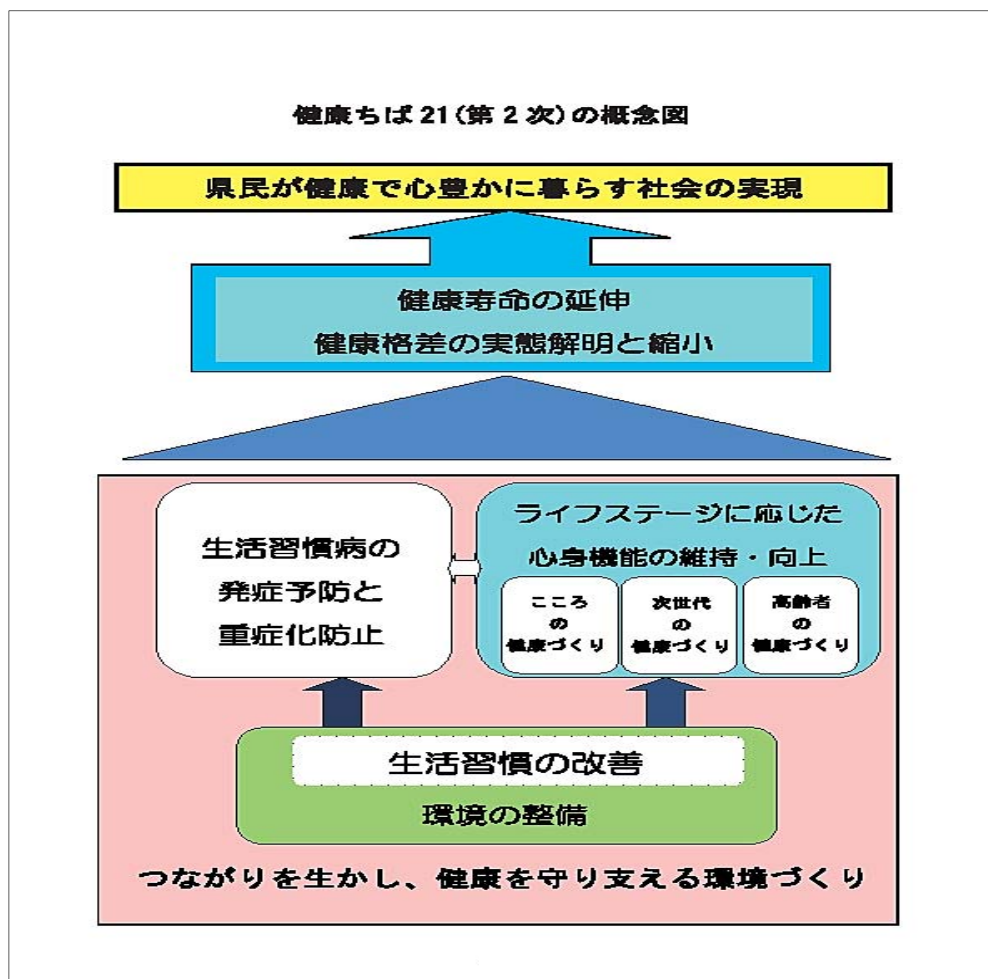 健康ちば21(第2次)の概念図
県民が健康で心豊かに暮らす社会の実現
健康寿命の延伸
健康格差の実態解明と縮小
生活習慣病の
発症予防と
重症化防止
ライフステージに応じた
心身機能の維持・向上
こころ
の
健康づくり
次世代
の
健康づくり
高齢者
の
健康づくり
生活習慣の改善
環境の整備
つながりを生かし、健康を守り支える環境づくり